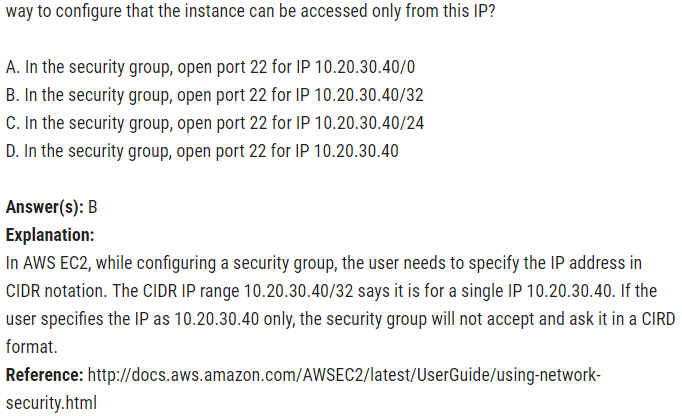 way to configure that the instance can be accessed only from this IP?
A. In the security group, open port 22 for IP 10.20.30.40/0
B. In the security group, open port 22 for IP 10.20.30.40/32
C. In the security group, open port 22 for IP 10.20.30.40/24
D. In the security group, open port 22 for IP 10.20.30.40
Answer(s): B
Explanation:
In AWS EC2, while configuring a security group, the user needs to specify the IP address in
CIDR notation. The CIDR IP range 10.20.30.40/32 says it is for a single IP 10.20.30.40. If the
user specifies the IP as 10.20.30.40 only, the security group will not accept and ask it in a CIRD
format.
Reference: http://docs.aws.amazon.com/AWSEC2/latest/UserGuide/using-network-
security.html